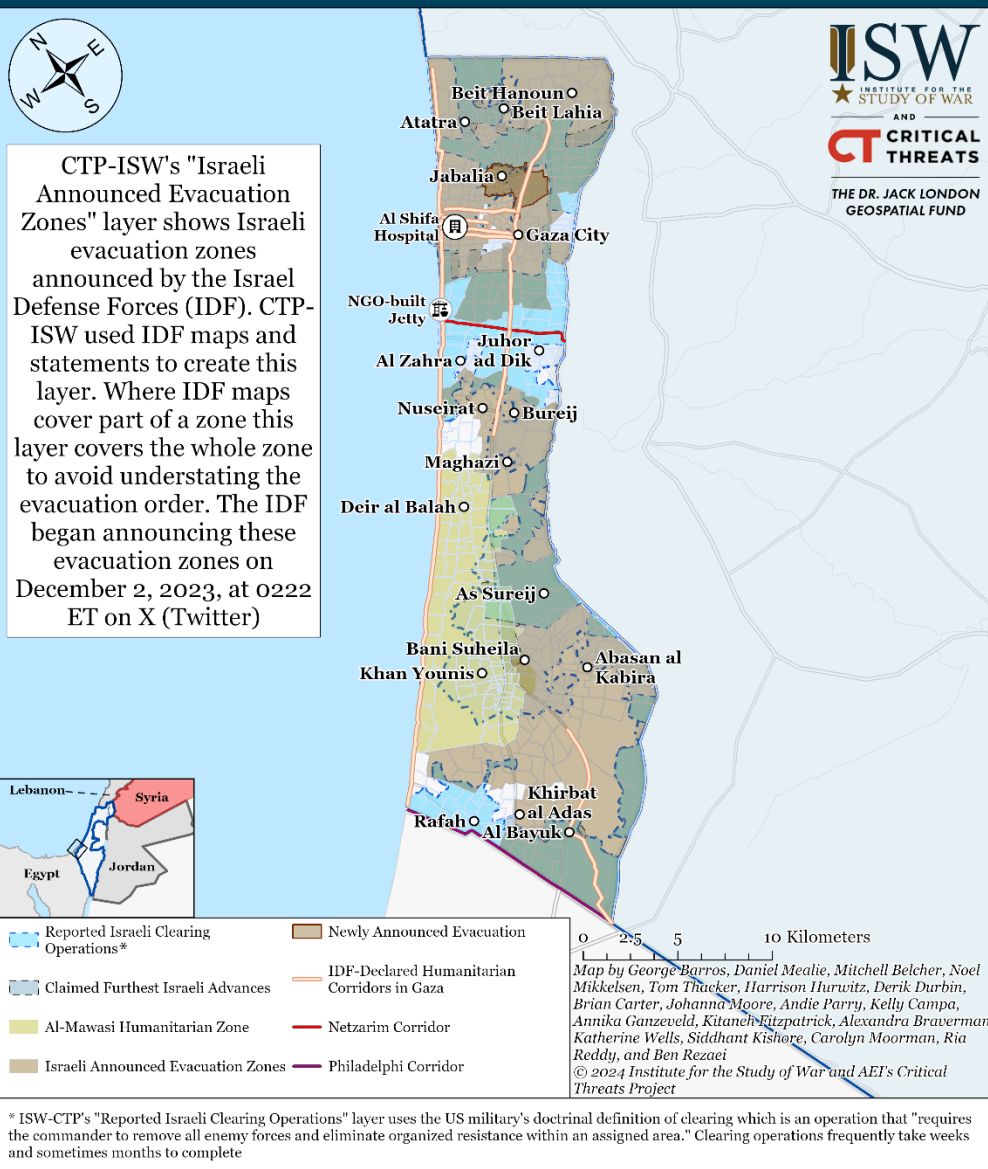 N
E
W
S
ISW
INSTITUTE FOR THE
STUDY OF WAR
AND
CT CRITICAL
THREATS
THE DR. JACK LONDON
GEOSPATIAL FUND
CTP-ISW's "Israeli
Announced Evacuation
Zones" layer shows Israeli
evacuation zones
announced by the Israel
Defense Forces (IDF). CTP-
ISW used IDF maps and
statements to create this
layer. Where IDF maps
cover part of a zone this
layer covers the whole zone
to avoid understating the
evacuation order. The IDF
began announcing these
evacuation zones on
December 2, 2023, at 0222
ET on X (Twitter)
Beit Hanoun
Beit Lahia
Atatra
Jabalia
Al Shifa
Hospital
Gaza City
NGO-built
Jetty
Juhor
ad Dik
Al Zahra
Nuseirat
Bureij
Maghazi
Deir al Balah
As Sureij
Bani Suheila
Abasan al
Kabira
Khan Younis
Khirbat
al Adas
Rafah
Al Bayuk
Lebanon
Syria
Jordan
Egypt
Reported Israeli Clearing
Operations*
Claimed Furthest Israeli Advances
Al-Mawasi Humanitarian Zone
Israeli Announced Evacuation Zones
Newly Announced Evacuation
IDF-Declared Humanitarian
Corridors in Gaza
Netzarim Corridor
Philadelphi Corridor
0 2.5 5 10 Kilometers
Map by George Barros, Daniel Mealie, Mitchell Belcher, Noel
Mikkelsen, Tom Thacker, Harrison Hurwitz, Derik Durbin,
Brian Carter, Johanna Moore, Andie Parry, Kelly Campa,
Annika Ganzeveld, Kitaneh Fitzpatrick, Alexandra Braverman
Katherine Wells, Siddhant Kishore, Carolyn Moorman, Ria
Reddy, and Ben Rezaei
© 2024 Institute for the Study of War and AEI's Critical
Threats Project
* ISW-CTP's "Reported Israeli Clearing Operations" layer uses the US military's doctrinal definition of clearing which is an operation that "requires
the commander to remove all enemy forces and eliminate organized resistance within an assigned area." Clearing operations frequently take weeks
and sometimes months to complete